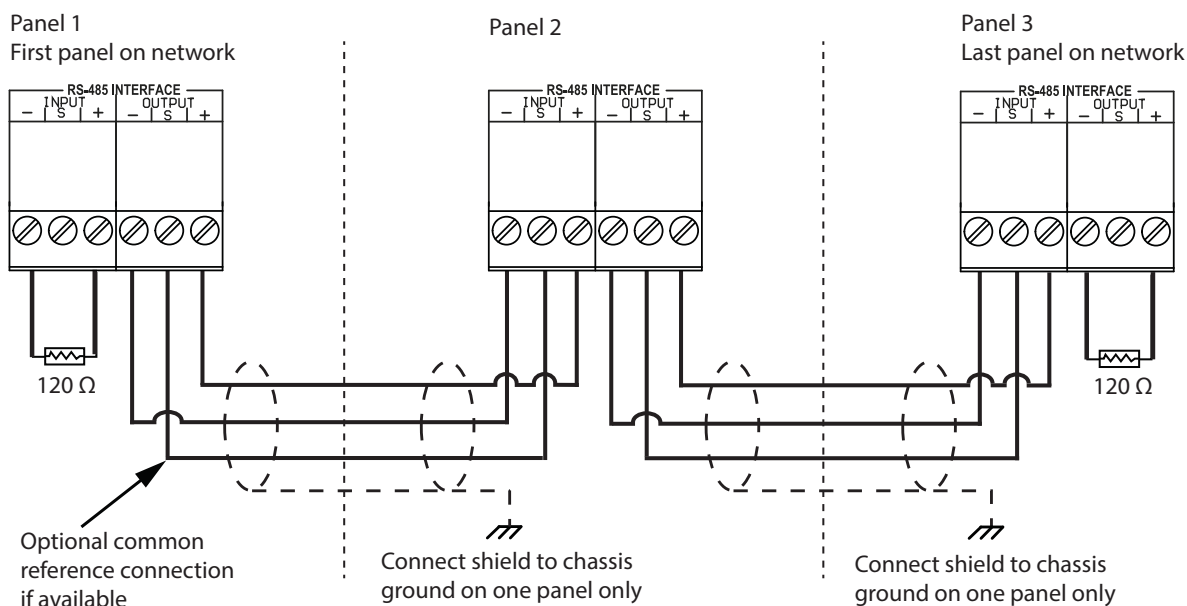 Panel 1
First panel on network
Panel 2
Panel 3
Last panel on network
RS-485 INTERFACE
INPUT OUTPUT
- S + - S +
RS-485 INTERFACE
INPUT OUTPUT
- S + - S +
RS-485 INTERFACE
INPUT OUTPUT
- S + - S +
120 Ω
120 Ω
Optional common
reference connection
if available
Connect shield to chassis
ground on one panel only
Connect shield to chassis
ground on one panel only